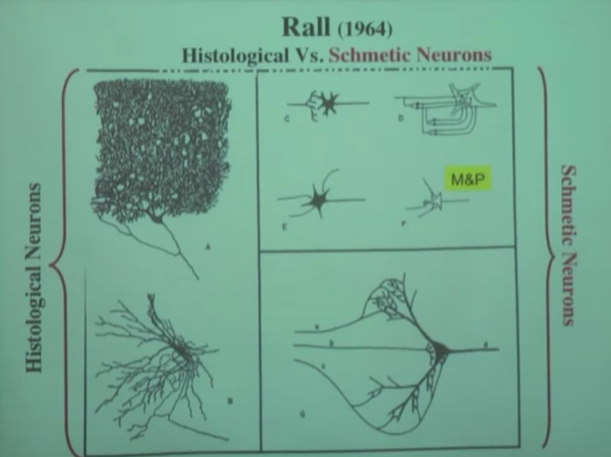 Rall (1964)
Histological Vs. Schmetic Neurons
Histological Neurons
A
B
C
D
E
F
M&P
G
a
b
d
Schmetic Neurons